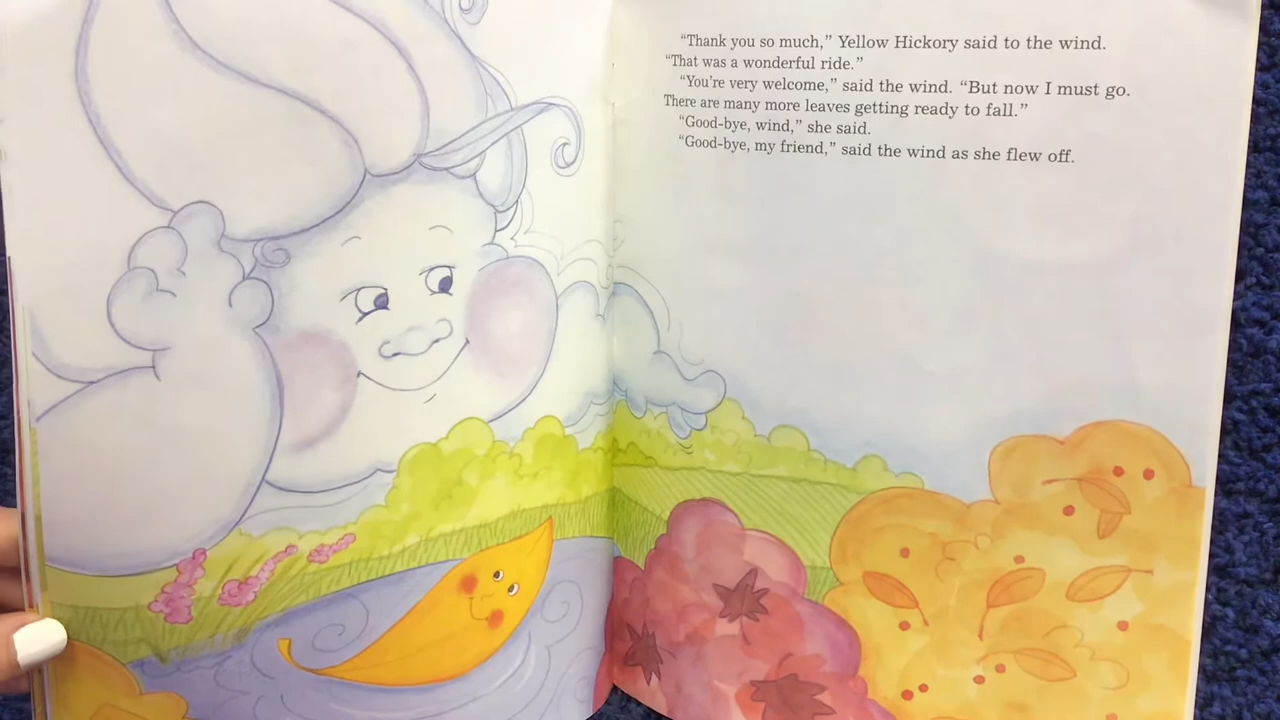 “Thank you so much,” Yellow Hickory said to the wind.
“That was a wonderful ride.”
“You’re very welcome,” said the wind. “But now I must go.
There are many more leaves getting ready to fall.”
“Good-bye, wind,” she said.
“Good-bye, my friend,” said the wind as she flew off.